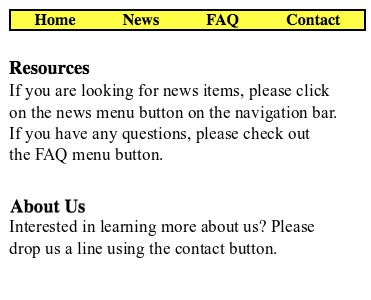 Home News FAQ Contact
Resources
If you are looking for news items, please click
on the news menu button on the navigation bar.
If you have any questions, please check out
the FAQ menu button.
About Us
Interested in learning more about us? Please
drop us a line using the contact button.